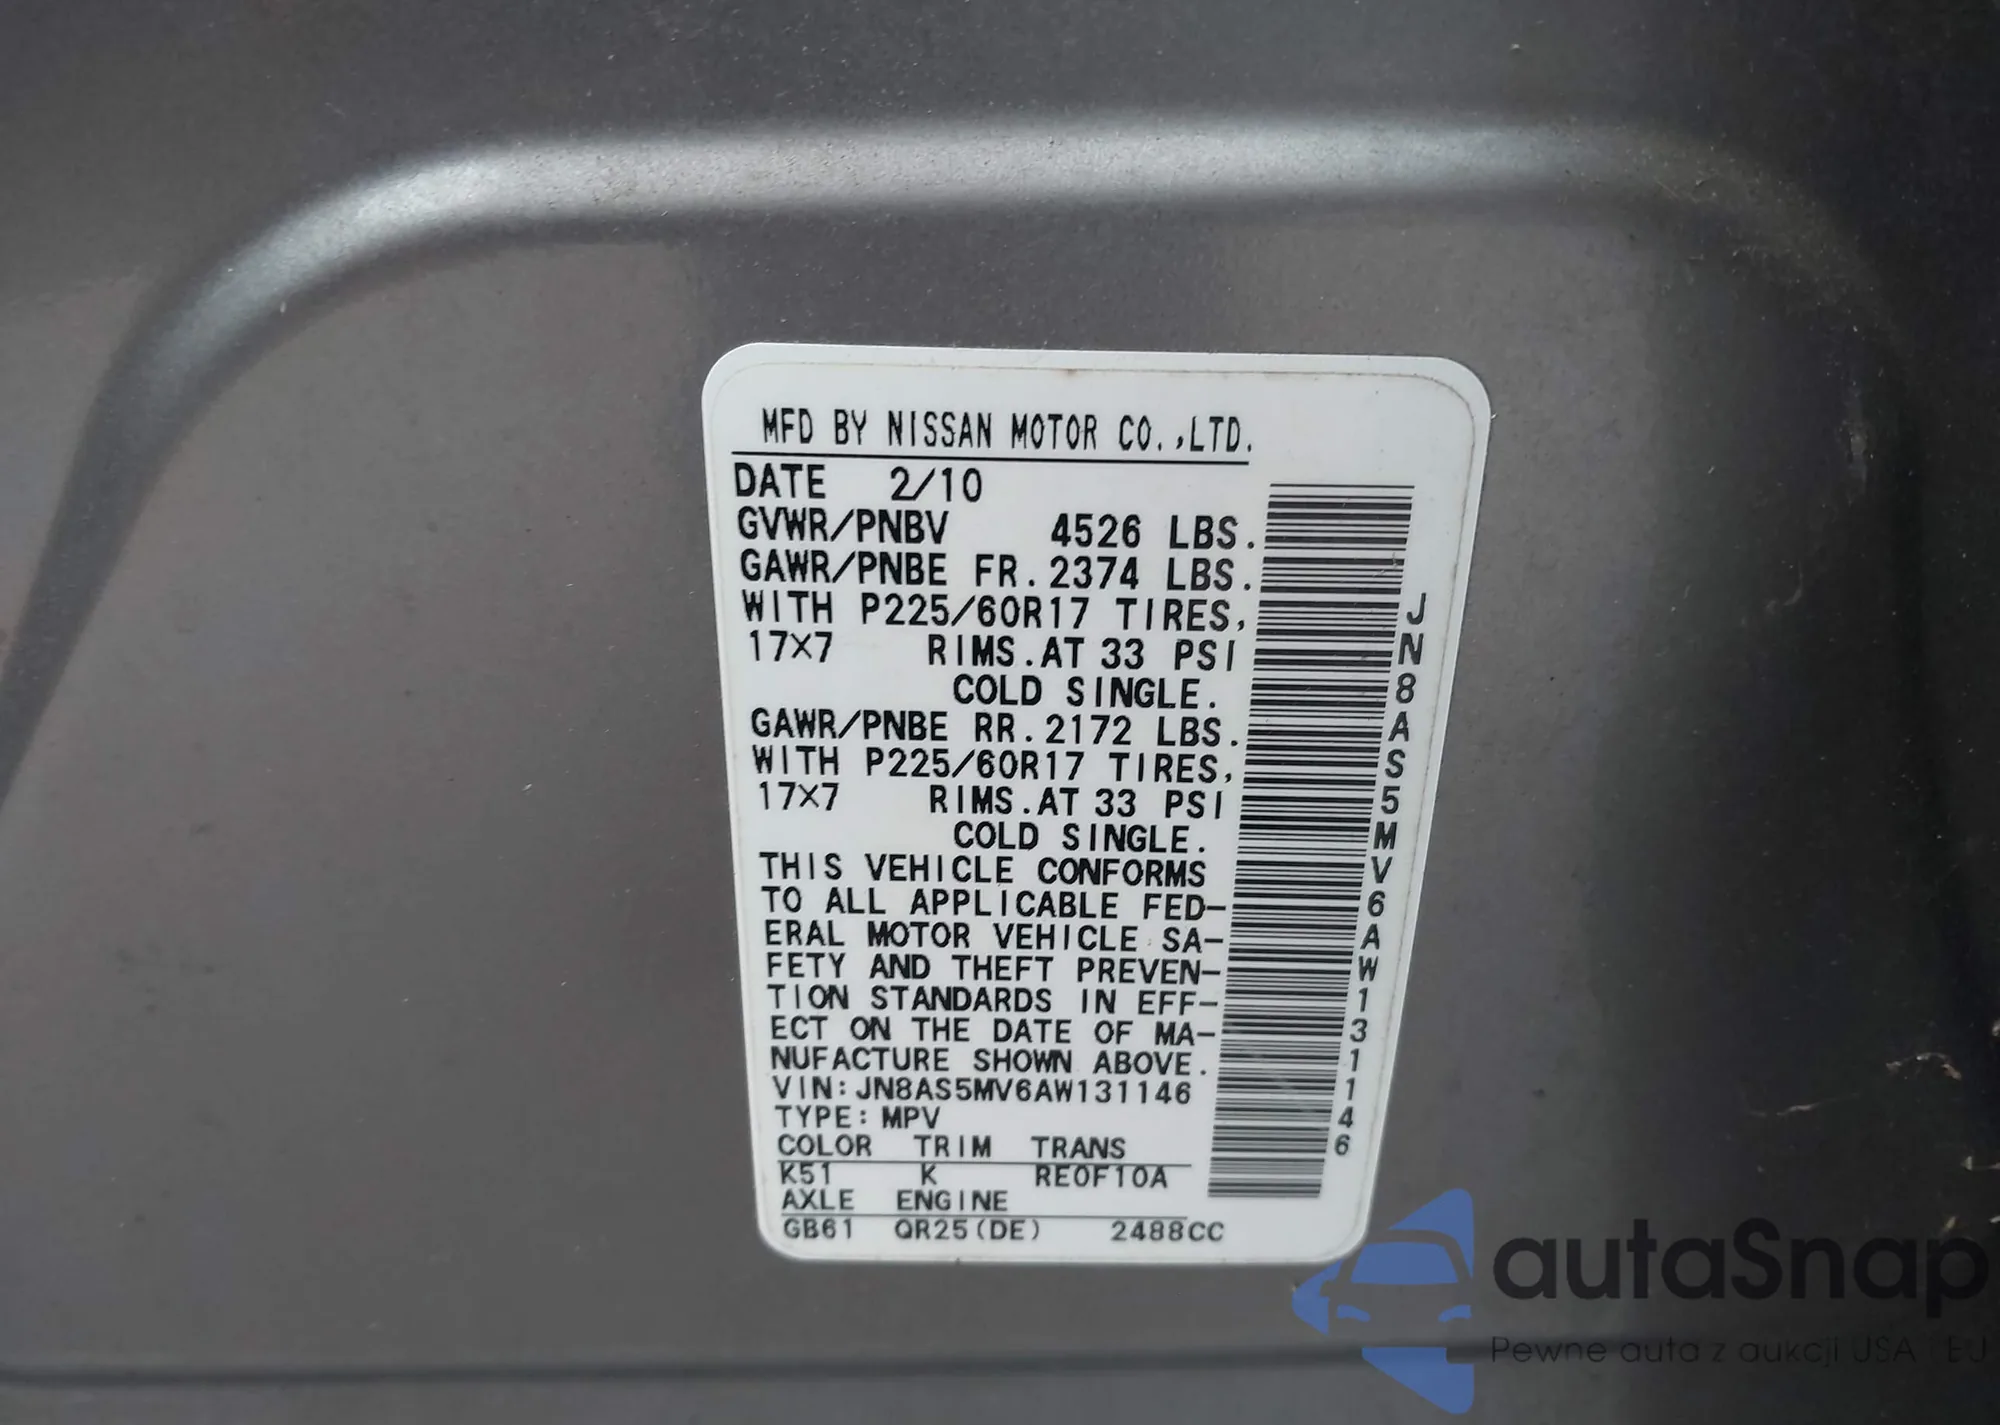 MFD BY NISSAN MOTOR CO.,LTD.
DATE 2/10
GVWR/PNBV 4526 LBS.
GAWR/PNBE FR.2374 LBS.
WITH P225/60R17 TIRES,
17X7 RIMS.AT 33 PSI
COLD SINGLE.
GAWR/PNBE RR.2172 LBS.
WITH P225/60R17 TIRES,
17X7 RIMS.AT 33 PSI
COLD SINGLE.
THIS VEHICLE CONFORMS
TO ALL APPLICABLE FED-
ERAL MOTOR VEHICLE SA-
FETY AND THEFT PREVEN-
TION STANDARDS IN EFF-
ECT ON THE DATE OF MA-
NUFACTURE SHOWN ABOVE.
VIN:JN8AS5MV6AW131146
TYPE:MPV
COLOR TRIM TRANS
K51 K RE0F10A
AXLE ENGINE
GB61 QR25(DE) 2488CC
JN8AS5MV6AW131146
autaSnap
Pewne auta z aukcji USA i EU